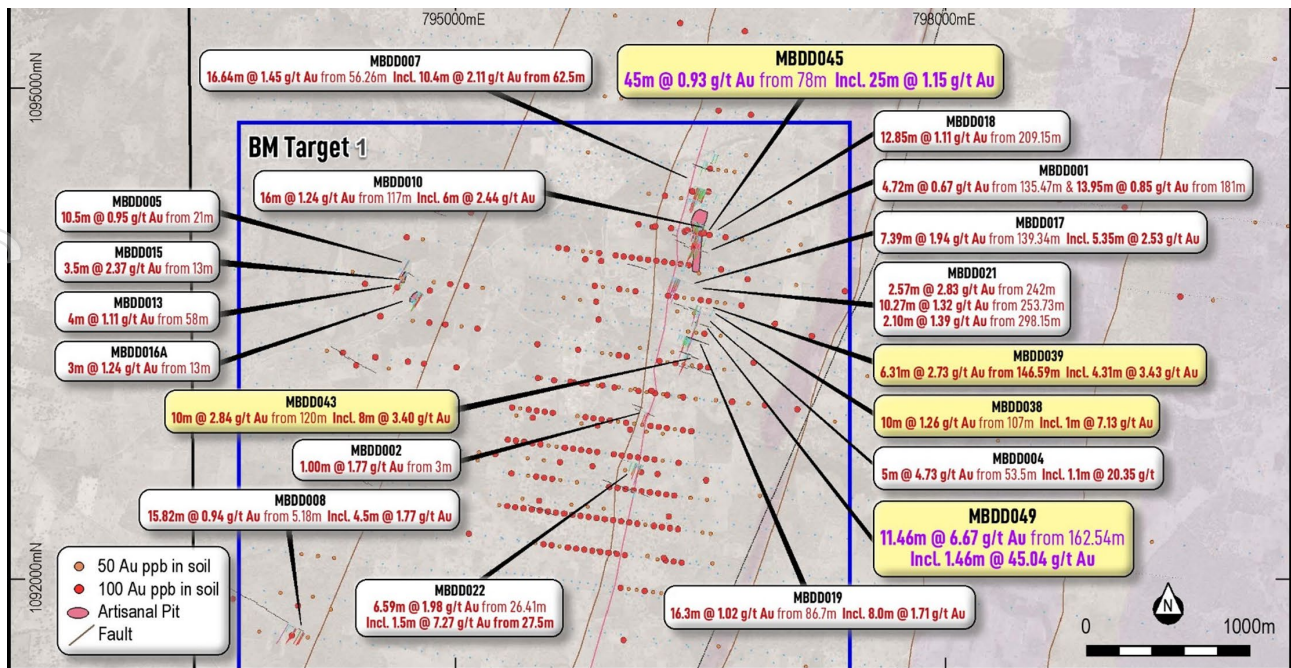 795000mE
798000mE
1095000mN
1092000mN
MBDD007
16.64m @ 1.45 g/t Au from 56.26m Incl. 10.4m @ 2.11 g/t Au from 62.5m
MBDD045
45m @ 0.93 g/t Au from 78m Incl. 25m @ 1.15 g/t Au
BM Target 1
MBDD018
12.85m @ 1.11 g/t Au from 209.15m
MBDD010
16m @ 1.24 g/t Au from 117m Incl. 6m @ 2.44 g/t Au
MBDD001
4.72m @ 0.67 g/t Au from 135.47m & 13.95m @ 0.85 g/t Au from 181m
MBDD005
10.5m @ 0.95 g/t Au from 21m
MBDD017
7.39m @ 1.94 g/t Au from 139.34m Incl. 5.35m @ 2.53 g/t Au
MBDD015
3.5m @ 2.37 g/t Au from 13m
MBDD021
2.57m @ 2.83 g/t Au from 242m
10.27m @ 1.32 g/t Au from 253.73m
2.10m @ 1.39 g/t Au from 298.15m
MBDD013
4m @ 1.11 g/t Au from 58m
MBDD016A
3m @ 1.24 g/t Au from 13m
MBDD039
6.31m @ 2.73 g/t Au from 146.59m Incl. 4.31m @ 3.43 g/t Au
MBDD043
10m @ 2.84 g/t Au from 120m Incl. 8m @ 3.40 g/t Au
MBDD038
10m @ 1.26 g/t Au from 107m Incl. 1m @ 7.13 g/t Au
MBDD002
1.00m @ 1.77 g/t Au from 3m
MBDD004
5m @ 4.73 g/t Au from 53.5m Incl. 1.1m @ 20.35 g/t
MBDD008
15.82m @ 0.94 g/t Au from 5.18m Incl. 4.5m @ 1.77 g/t Au
MBDD049
11.46m @ 6.67 g/t Au from 162.54m
Incl. 1.46m @ 45.04 g/t Au
50 Au ppb in soil
100 Au ppb in soil
Artisanal Pit
Fault
MBDD022
6.59m @ 1.98 g/t Au from 26.41m
Incl. 1.5m @ 7.27 g/t Au from 27.5m
MBDD019
16.3m @ 1.02 g/t Au from 86.7m Incl. 8.0m @ 1.71 g/t Au
N
0
1000m